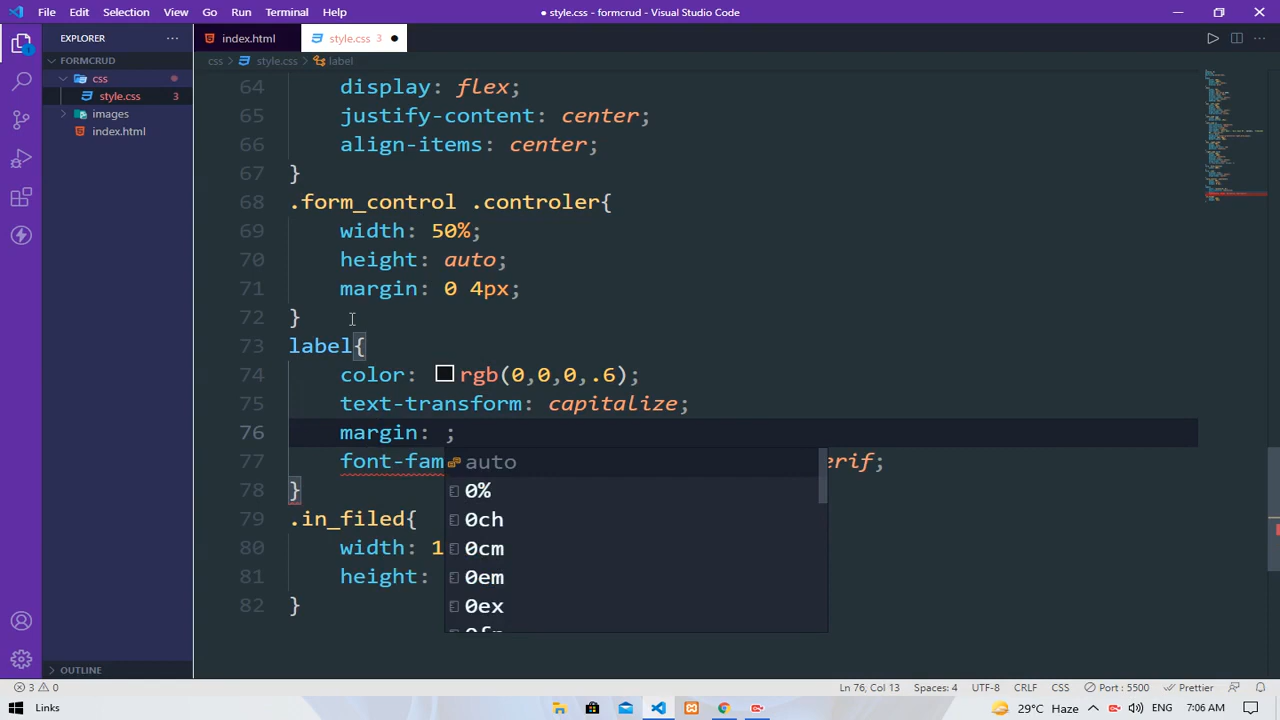 File Edit Selection View Go Run Terminal Help
● style.css - formcrud - Visual Studio Code
EXPLORER
index.html
style.css 3
FORMCRUD
css
style.css 3
images
index.html
OUTLINE
css > style.css > label
64 display: flex;
65 justify-content: center;
66 align-items: center;
67 }
68 .form_control .controler{
69 width: 50%;
70 height: auto;
71 margin: 0 4px;
72 }
73 label{
74 color: rgb(0,0,0,.6);
75 text-transform: capitalize;
76 margin: ;
77 font-fam erif;
78 }
79 .in_filed{
80 width: 1
81 height:
82 }
auto
0%
0ch
0cm
0em
0ex
1
3 0
Ln 76, Col 13 Spaces: 4 UTF-8 CRLF CSS Port : 5500 Prettier
Links
29°C Haze ENG 7:06 AM